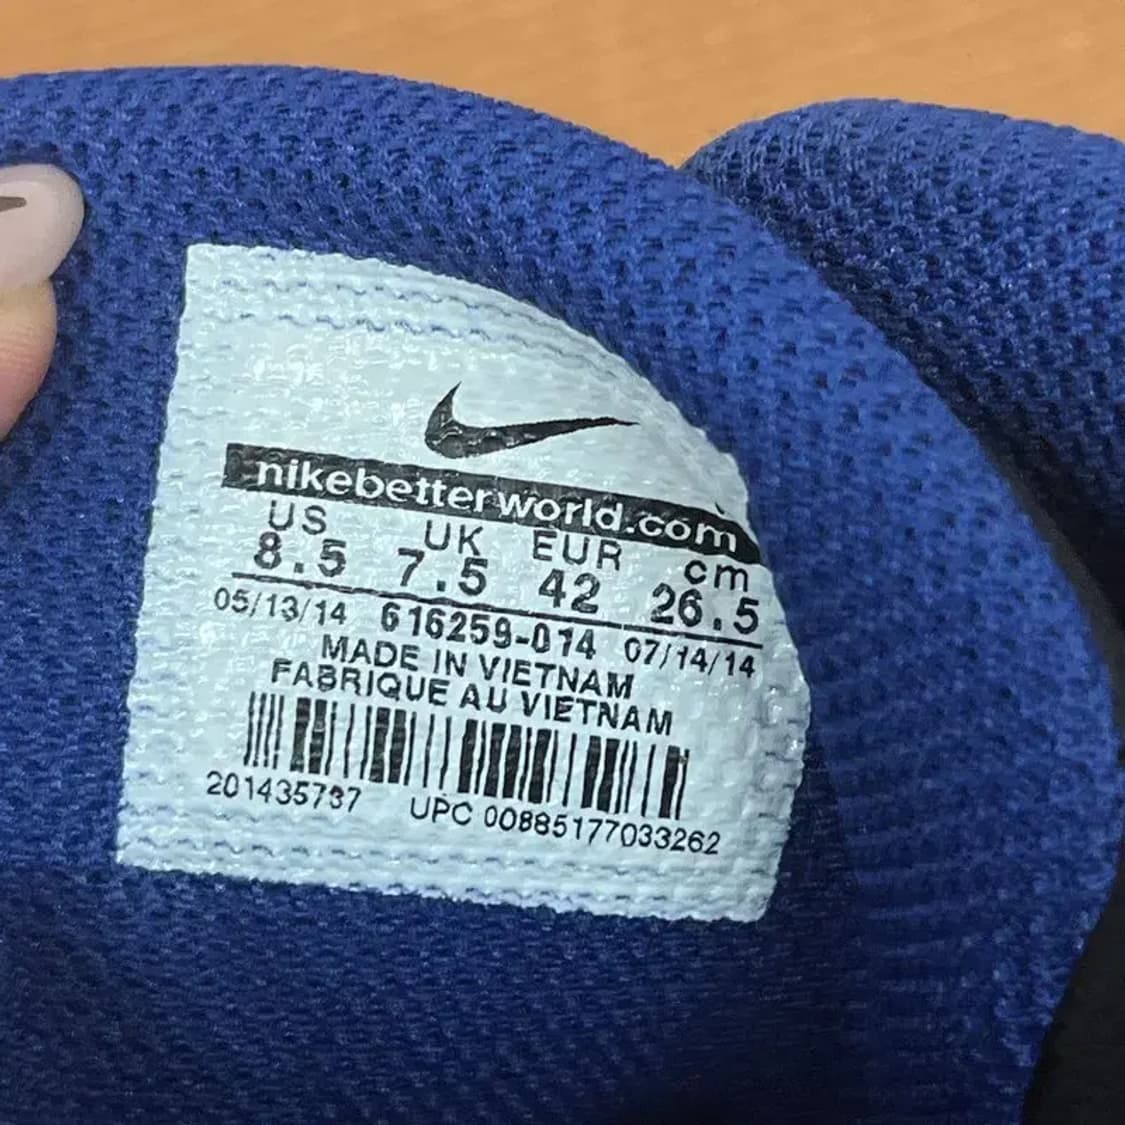 nikebetterworld.com
US UK EUR cm
8.5 7.5 42 26.5
05/13/14 616259-014 07/14/14
MADE IN VIETNAM
FABRIQUE AU VIETNAM
201435737 UPC 00885177033262